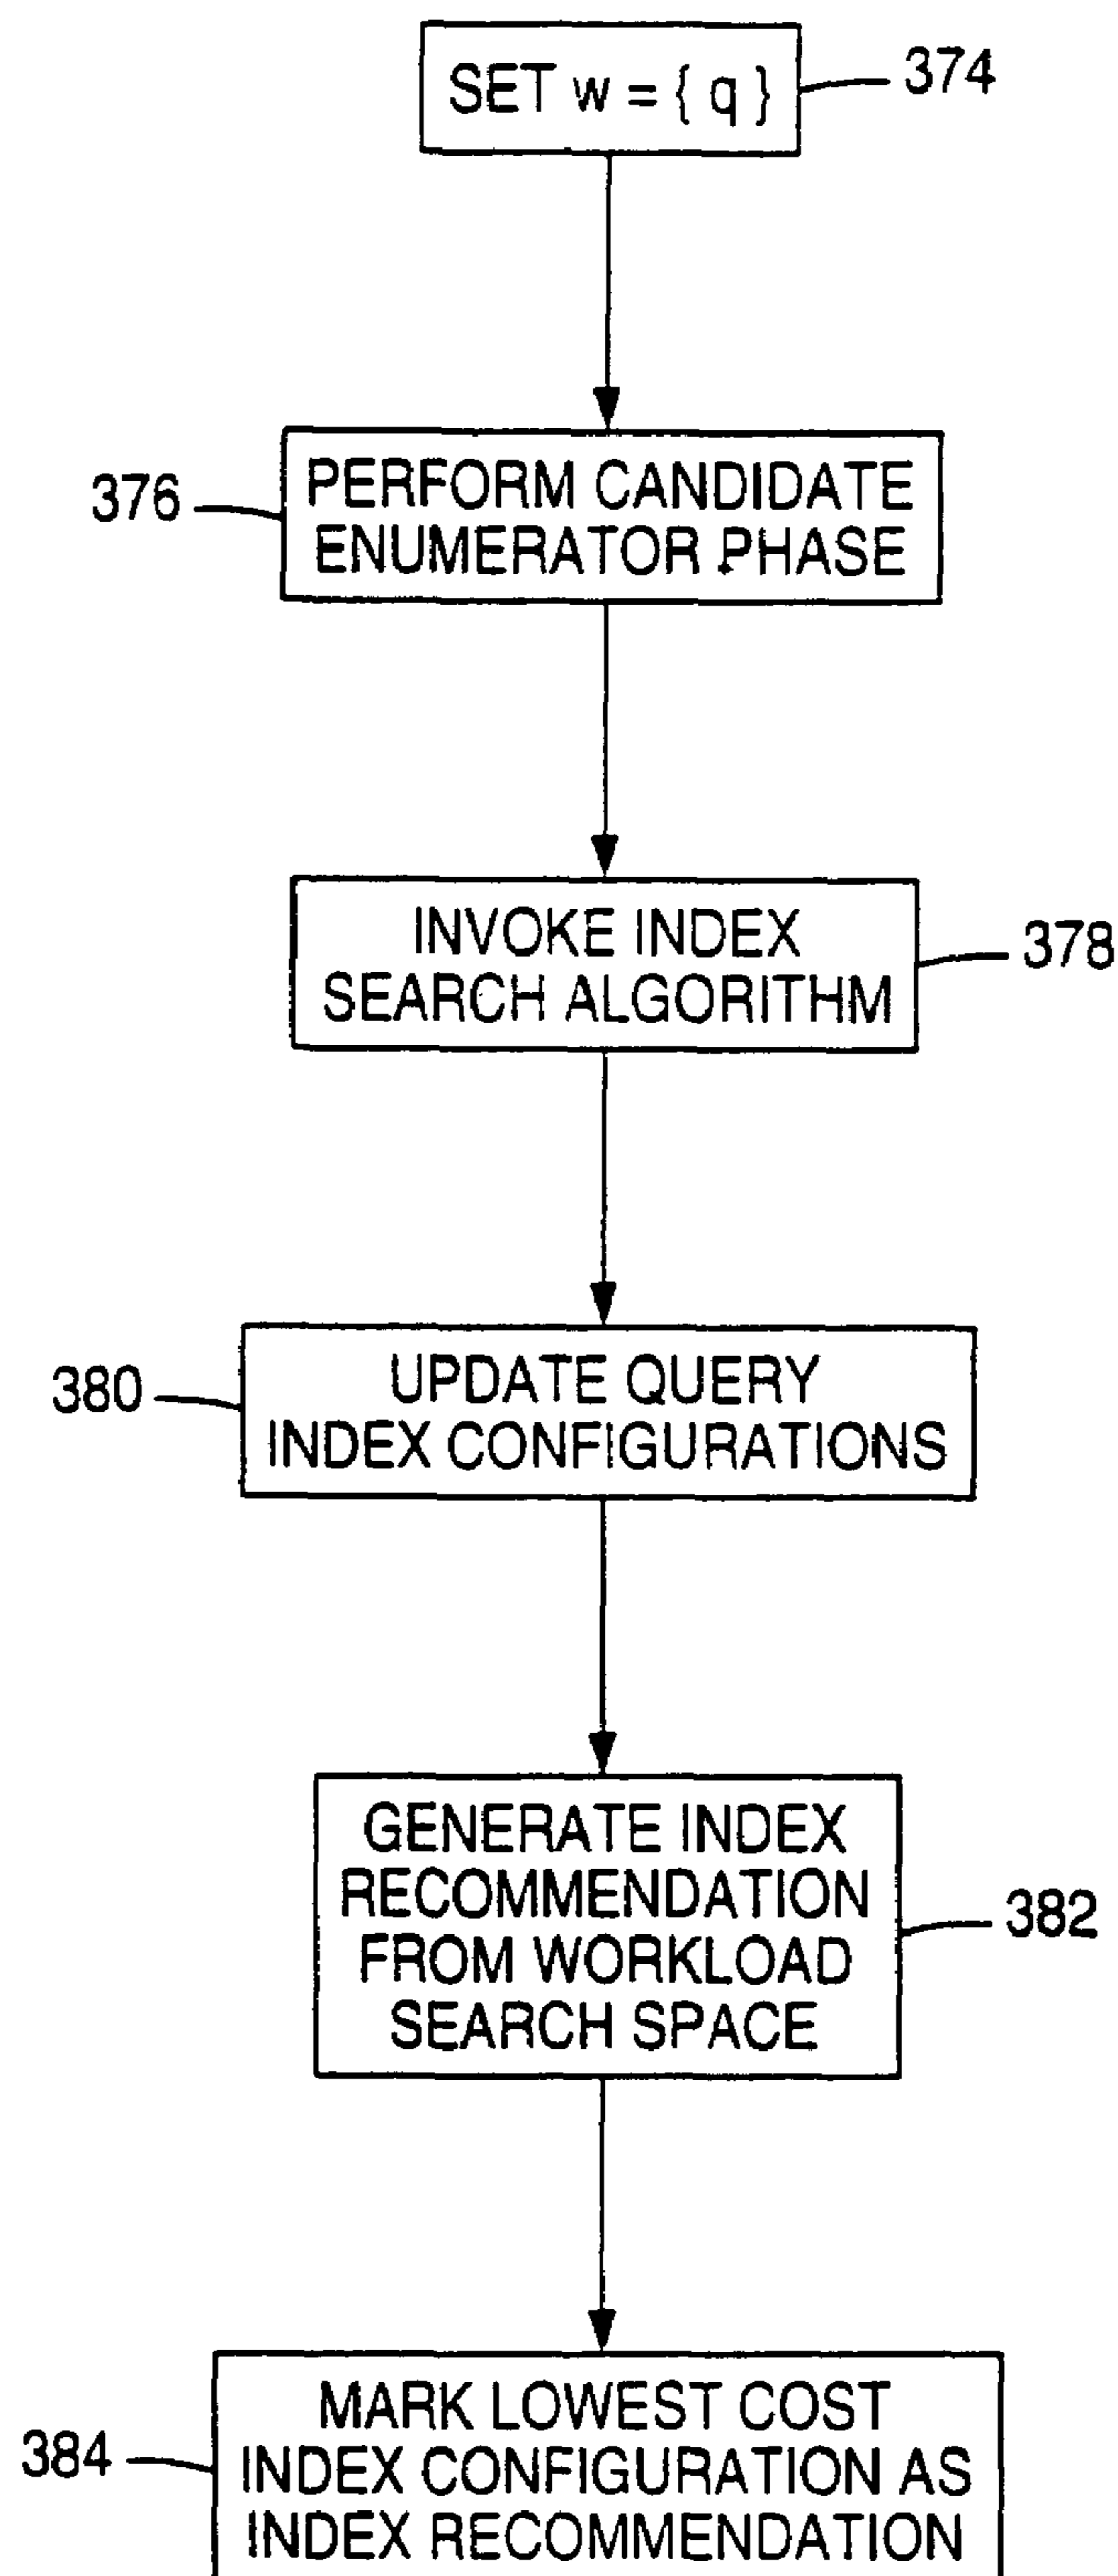 SET w = { q }
374
376
PERFORM CANDIDATE
ENUMERATOR PHASE
INVOKE INDEX
SEARCH ALGORITHM
378
380
UPDATE QUERY
INDEX CONFIGURATIONS
GENERATE INDEX
RECOMMENDATION
FROM WORKLOAD
SEARCH SPACE
382
384
MARK LOWEST COST
INDEX CONFIGURATION AS
INDEX RECOMMENDATION